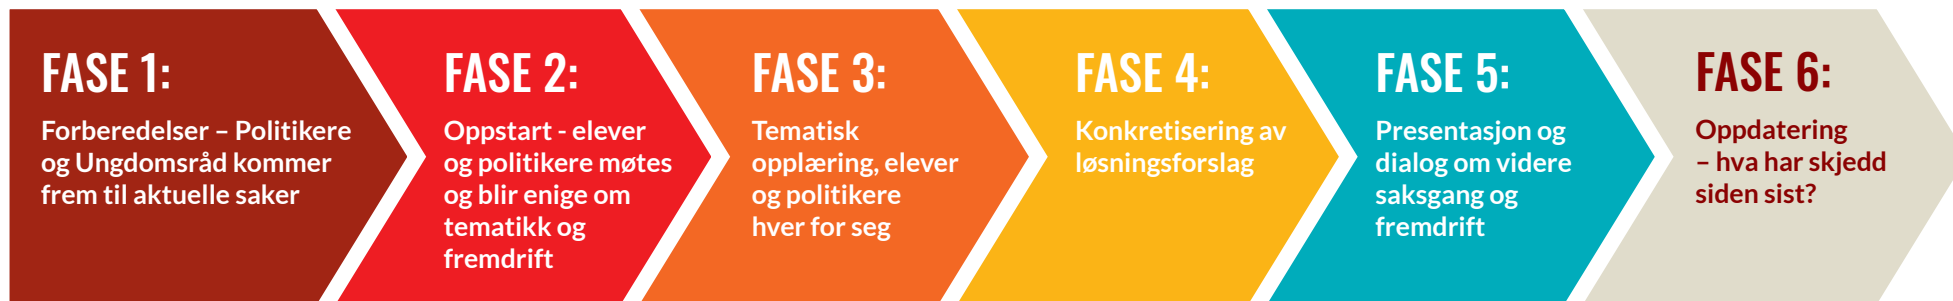 FASE 1:
Forberedelser – Politikere
og Ungdomsråd kommer
frem til aktuelle saker
FASE 2:
Oppstart - elever
og politikere møtes
og blir enige om
tematikk og
fremdrift
FASE 3:
Tematisk
opplæring, elever
og politikere
hver for seg
FASE 4:
Konkretisering av
løsningsforslag
FASE 5:
Presentasjon og
dialog om videre
saksgang og
fremdrift
FASE 6:
Oppdatering
– hva har skjedd
siden sist?